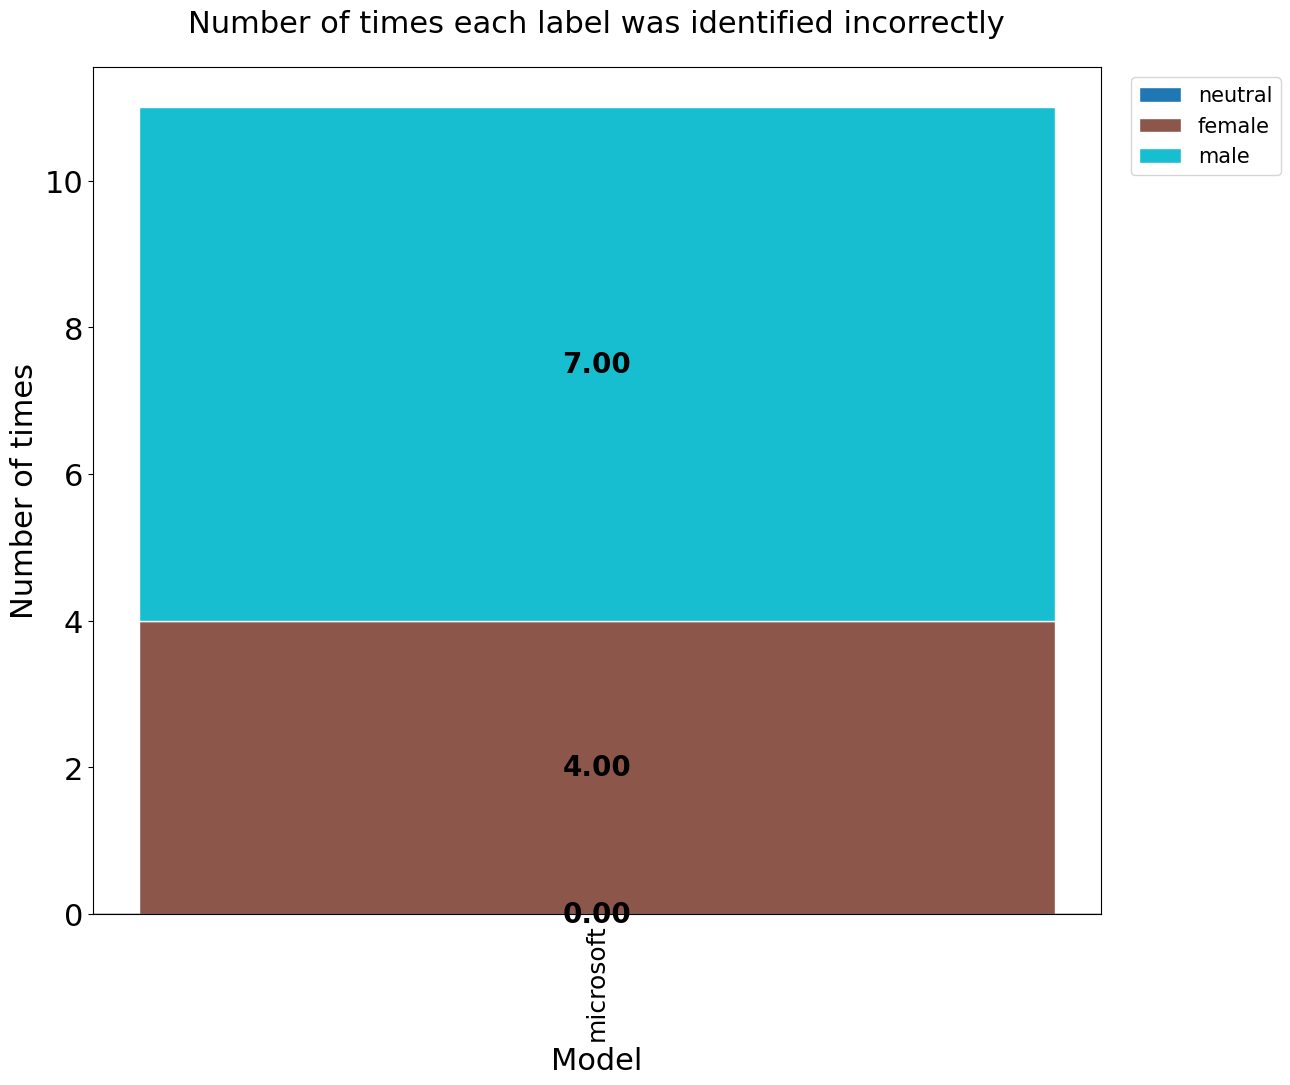 Number of times each label was identified incorrectly
neutral
female
male
10
8
6
4
2
0
Number of times
7.00
4.00
0.00
microsoft
Model